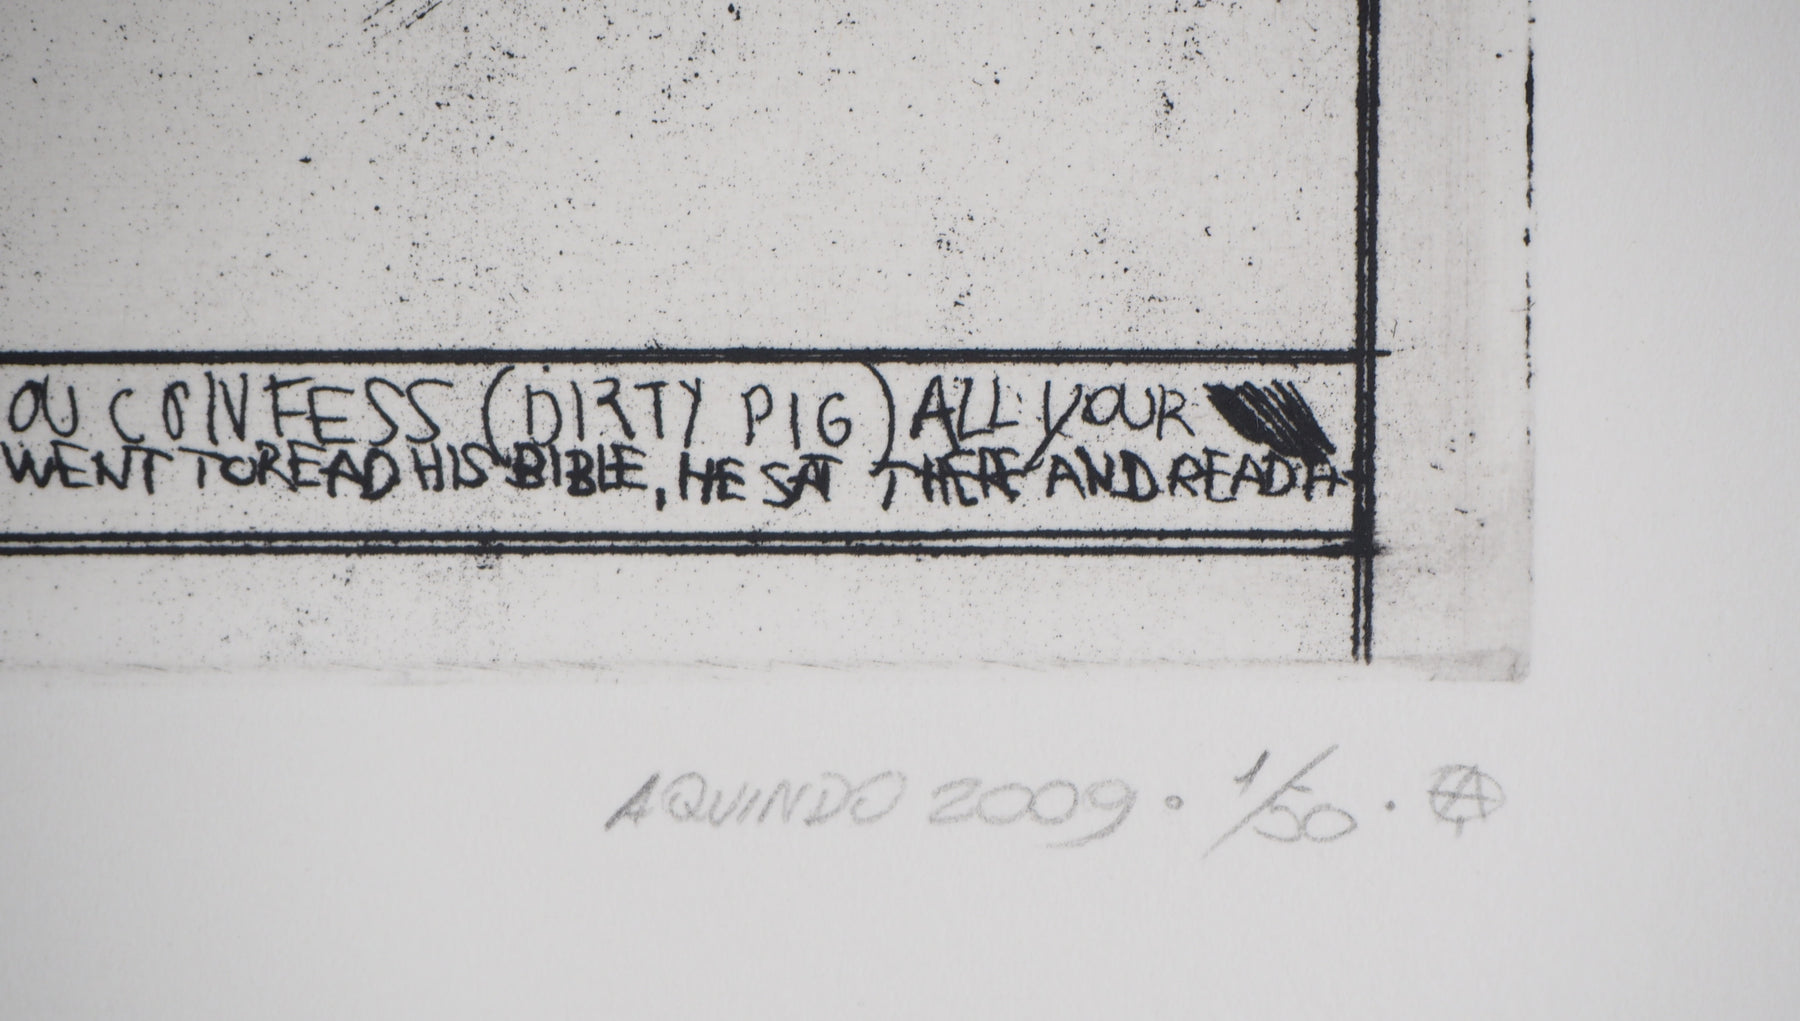 OU CONFESS (DIRTY PIG) ALL YOUR
WENT TO READ HIS BIBLE, HE SAT THERE AND READ A
AQUINDO 2009 · 1/50 ·